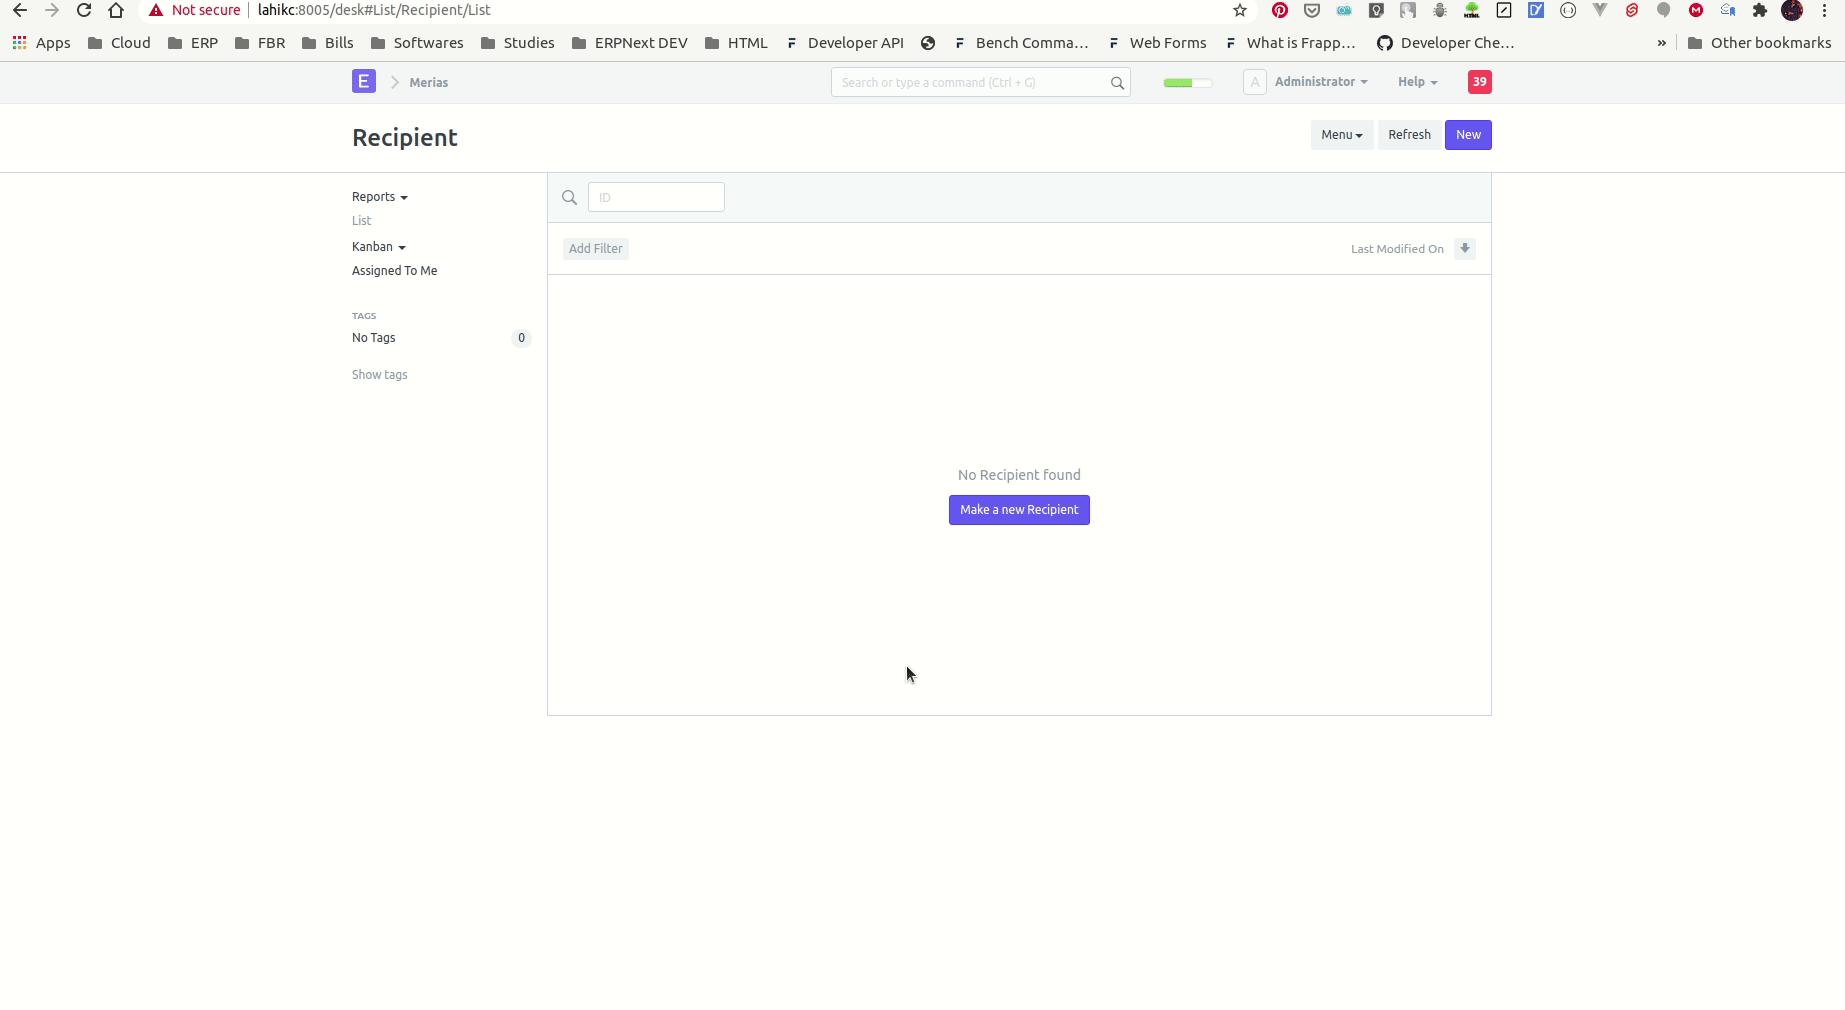 Not secure lahikc:8005/desk#List/Recipient/List
Apps Cloud ERP FBR Bills Softwares Studies ERPNext DEV HTML Developer API Bench Comma... Web Forms What is Frapp... Developer Che... » Other bookmarks
E Merias Search or type a command (Ctrl + G) A Administrator Help 39
Recipient Menu Refresh New
Reports ID
List
Kanban Add Filter Last Modified On
Assigned To Me
TAGS
No Tags 0
Show tags
No Recipient found
Make a new Recipient